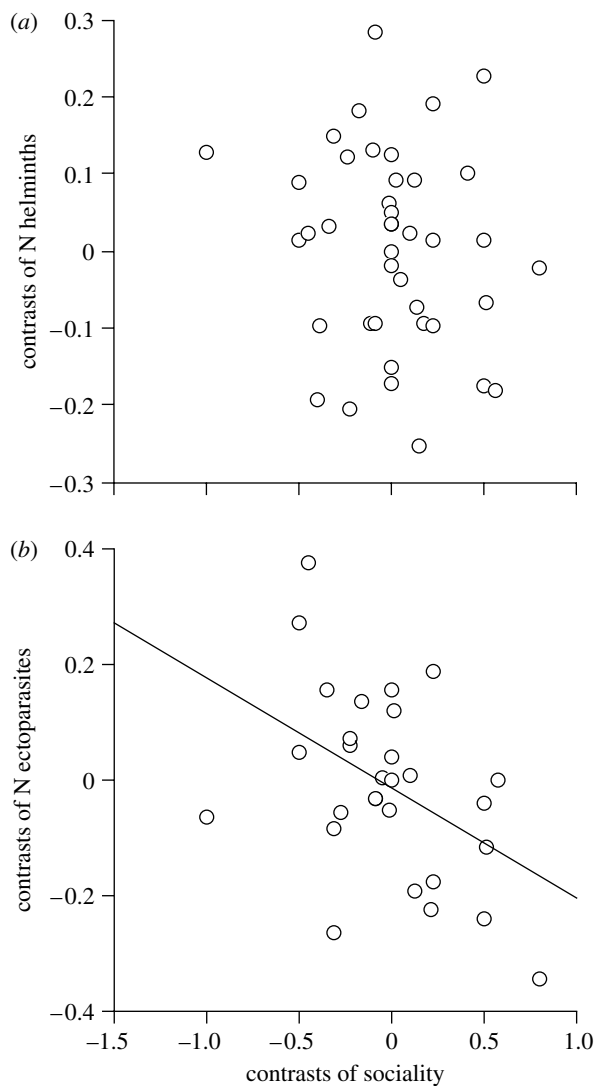 (a)
0.3
0.2
0.1
0
−0.1
−0.2
−0.3
contrasts of N helminths
(b)
0.4
0.2
0
−0.2
−0.4
contrasts of N ectoparasites
−1.5 −1.0 −0.5 0 0.5 1.0
contrasts of sociality